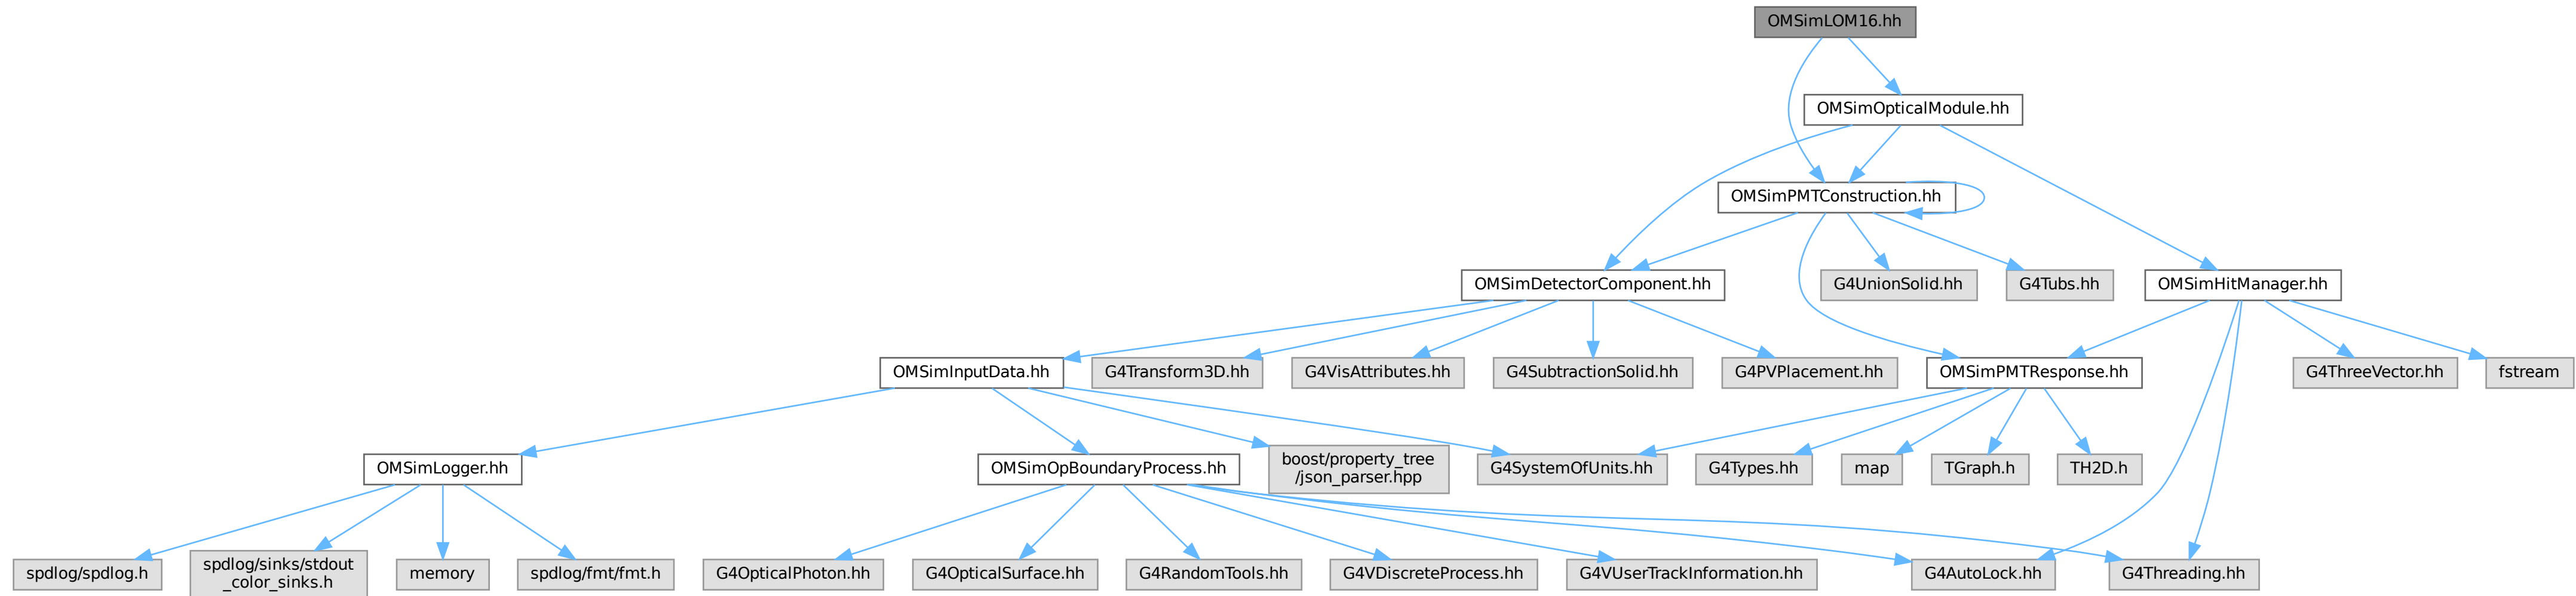 OMSimLOM16.hh
OMSimOpticalModule.hh
OMSimPMTConstruction.hh
OMSimDetectorComponent.hh
G4UnionSolid.hh
G4Tubs.hh
OMSimHitManager.hh
OMSimInputData.hh
G4Transform3D.hh
G4VisAttributes.hh
G4SubtractionSolid.hh
G4PVPlacement.hh
OMSimPMTResponse.hh
G4ThreeVector.hh
fstream
OMSimLogger.hh
OMSimOpBoundaryProcess.hh
boost/property_tree
/json_parser.hpp
G4SystemOfUnits.hh
G4Types.hh
map
TGraph.h
TH2D.h
spdlog/spdlog.h
spdlog/sinks/stdout
_color_sinks.h
memory
spdlog/fmt/fmt.h
G4OpticalPhoton.hh
G4OpticalSurface.hh
G4RandomTools.hh
G4VDiscreteProcess.hh
G4VUserTrackInformation.hh
G4AutoLock.hh
G4Threading.hh